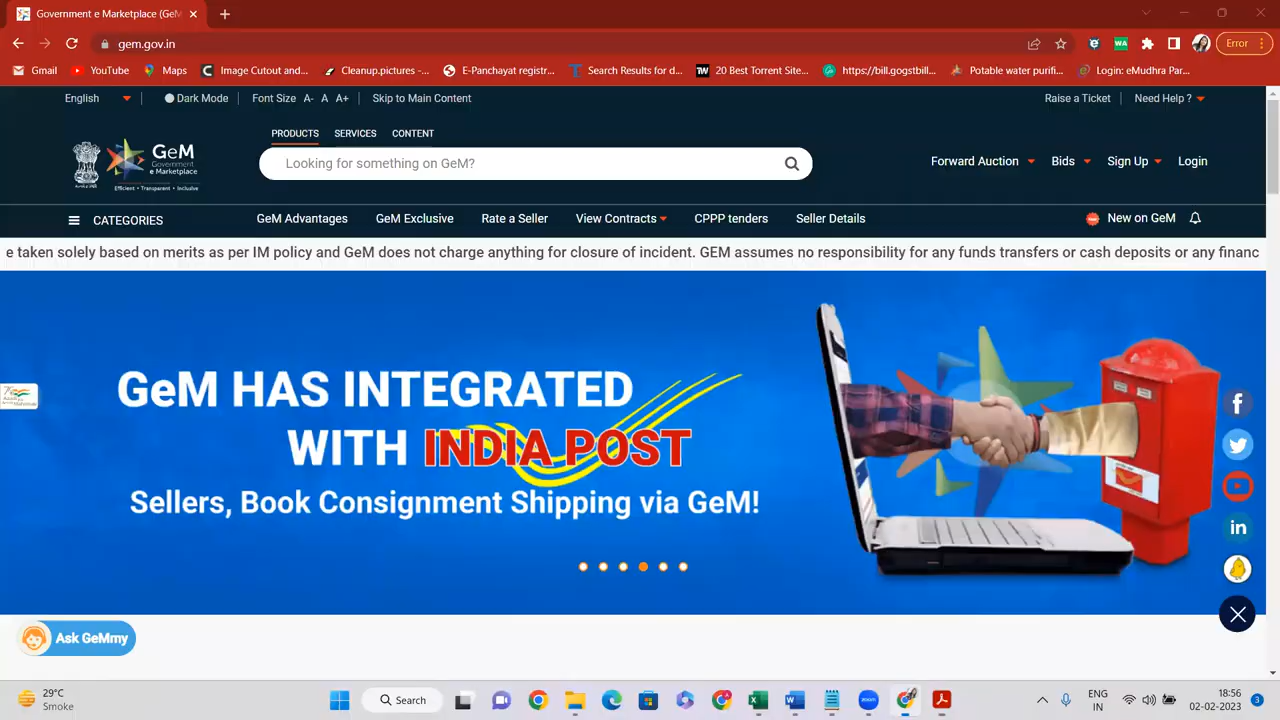 Government e Marketplace (GeM
gem.gov.in
Error
Gmail
YouTube
Maps
Image Cutout and...
Cleanup.pictures -...
E-Panchayat registr...
Search Results for d...
20 Best Torrent Site...
https://bill.gogstbill...
Potable water purifi...
Login: eMudhra Par...
English
Dark Mode
Font Size A- A A+
Skip to Main Content
Raise a Ticket
Need Help ?
PRODUCTS SERVICES CONTENT
GeM
Government
e Marketplace
Efficient • Transparent • Inclusive
Looking for something on GeM?
Forward Auction
Bids
Sign Up
Login
CATEGORIES
GeM Advantages
GeM Exclusive
Rate a Seller
View Contracts
CPPP tenders
Seller Details
New on GeM
e taken solely based on merits as per IM policy and GeM does not charge anything for closure of incident. GEM assumes no responsibility for any funds transfers or cash deposits or any financ
GeM HAS INTEGRATED
WITH INDIA POST
Sellers, Book Consignment Shipping via GeM!
Ask GeMmy
29°C
Smoke
Search
ENG
IN
18:56
02-02-2023
3